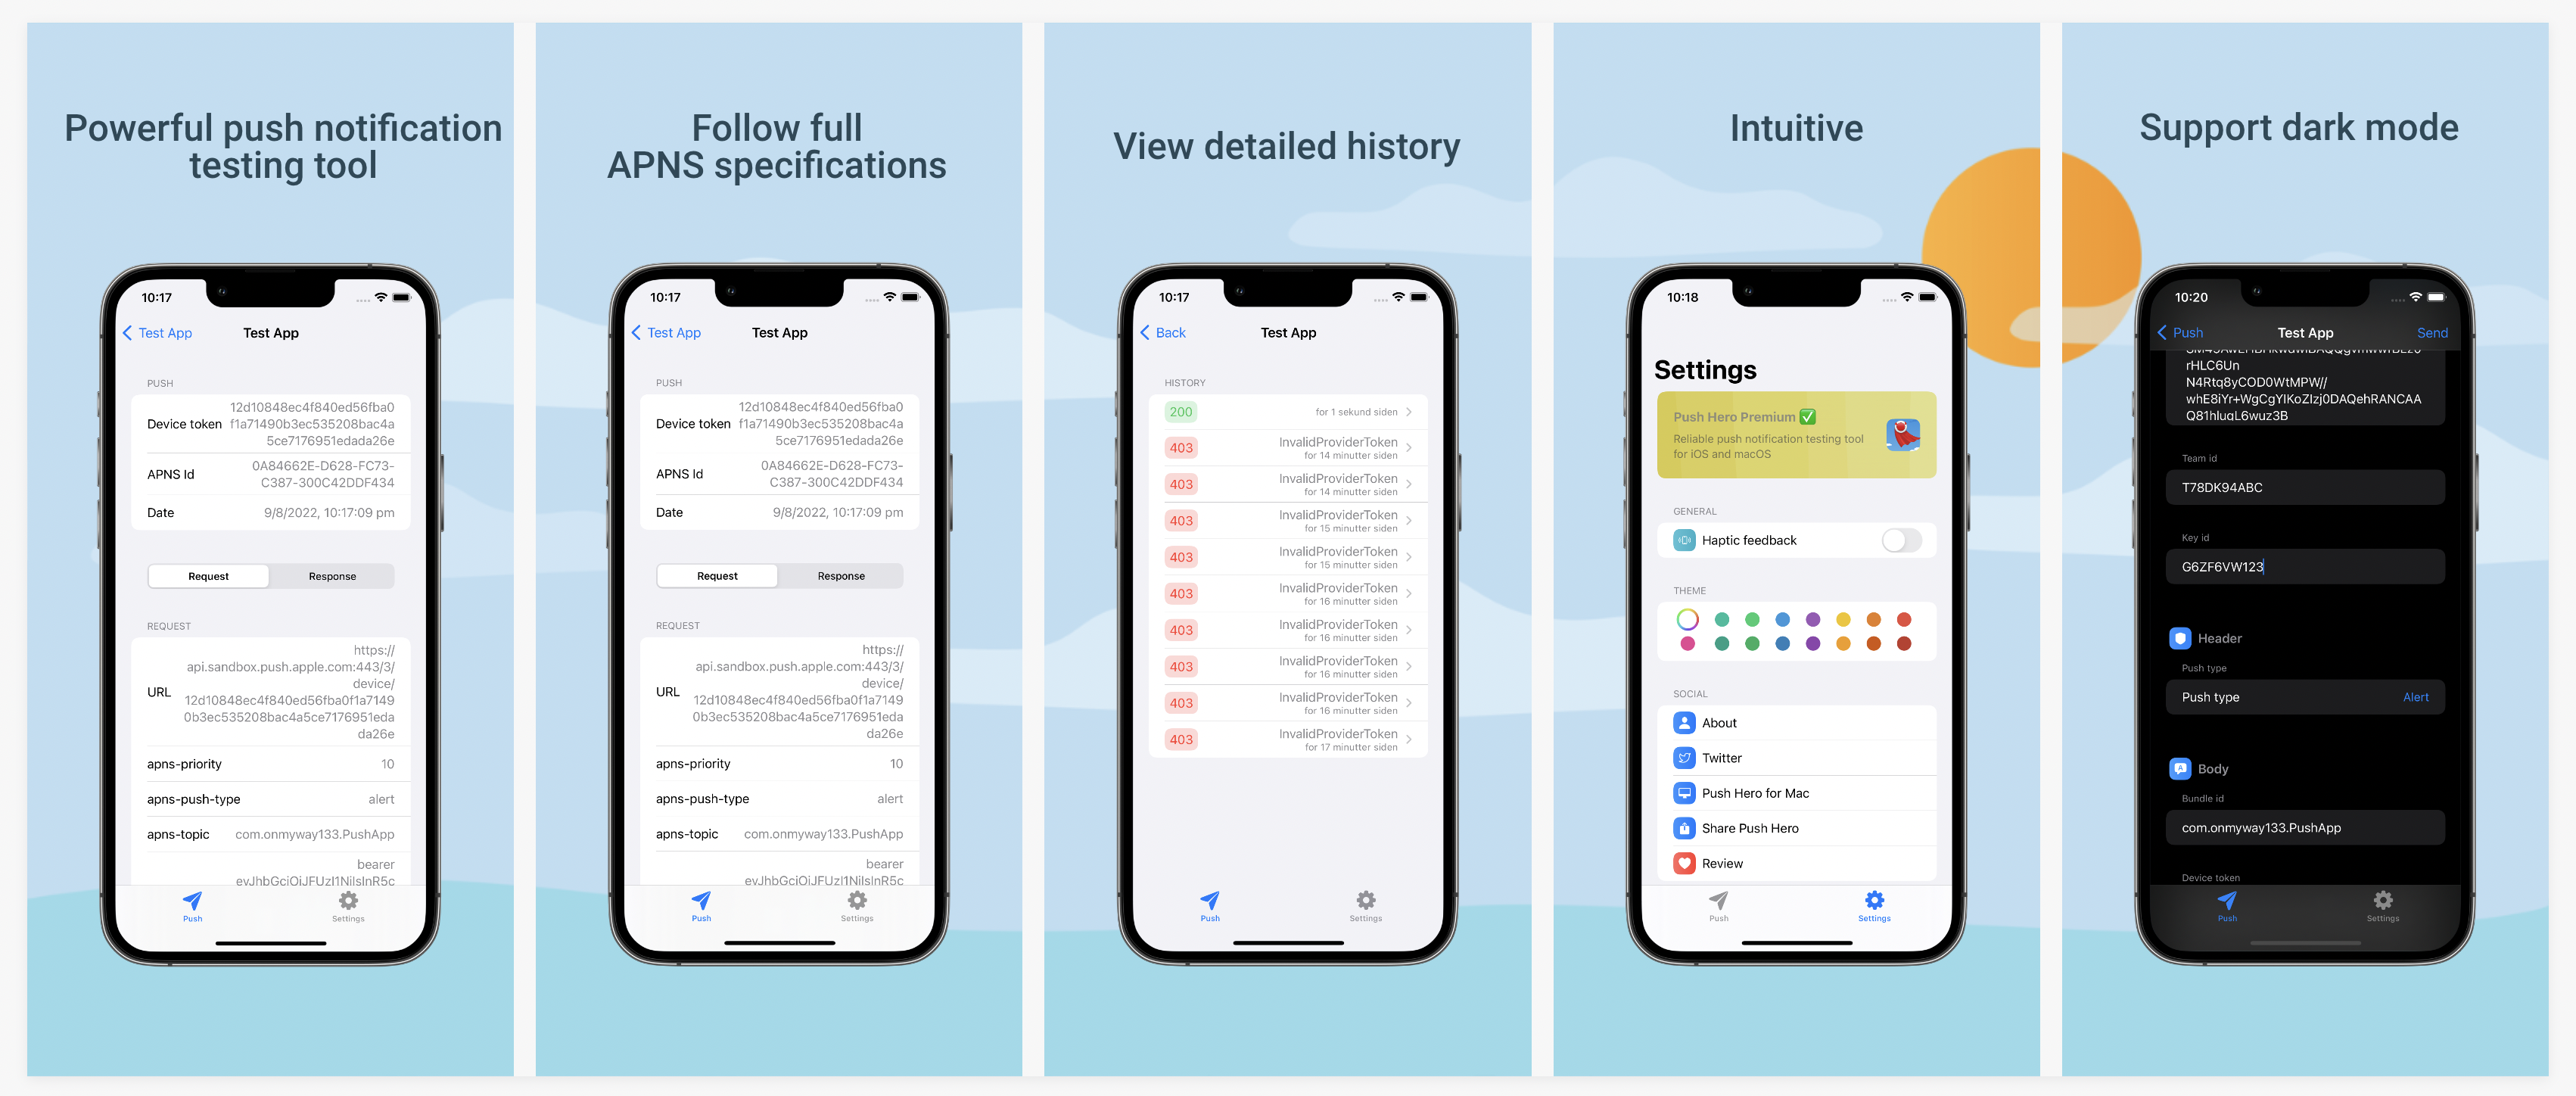 Powerful push notification
testing tool
10:17
Test App
Test App
PUSH
Device token
12d10848ec4f840ed56fba0
f1a71490b3ec535208bac4a
5ce7176951edada26e
APNS Id
0A84662E-D628-FC73-
C387-300C42DDF434
Date
9/8/2022, 10:17:09 pm
Request
Response
REQUEST
URL
https://
api.sandbox.push.apple.com:443/3/
device/
12d10848ec4f840ed56fba0f1a7149
0b3ec535208bac4a5ce7176951eda
da26e
apns-priority
10
apns-push-type
alert
apns-topic
com.onmyway133.PushApp
bearer
Push
Settings
Follow full
APNS specifications
10:17
Test App
Test App
PUSH
Device token
12d10848ec4f840ed56fba0
f1a71490b3ec535208bac4a
5ce7176951edada26e
APNS Id
0A84662E-D628-FC73-
C387-300C42DDF434
Date
9/8/2022, 10:17:09 pm
Request
Response
REQUEST
URL
https://
api.sandbox.push.apple.com:443/3/
device/
12d10848ec4f840ed56fba0f1a7149
0b3ec535208bac4a5ce7176951eda
da26e
apns-priority
10
apns-push-type
alert
apns-topic
com.onmyway133.PushApp
bearer
Push
Settings
View detailed history
10:17
Back
Test App
HISTORY
200
for 1 sekund siden
403
InvalidProviderToken
for 14 minutter siden
403
InvalidProviderToken
for 14 minutter siden
403
InvalidProviderToken
for 15 minutter siden
403
InvalidProviderToken
for 15 minutter siden
403
InvalidProviderToken
for 16 minutter siden
403
InvalidProviderToken
for 16 minutter siden
403
InvalidProviderToken
for 16 minutter siden
403
InvalidProviderToken
for 16 minutter siden
403
InvalidProviderToken
for 17 minutter siden
Push
Settings
Intuitive
10:18
Settings
Push Hero Premium ✅
Reliable push notification testing tool
for iOS and macOS
GENERAL
Haptic feedback
THEME
SOCIAL
About
Twitter
Push Hero for Mac
Share Push Hero
Review
Push
Settings
Support dark mode
10:20
Push
Test App
Send
rHLC6Un
N4Rtq8yCOD0WtMPW//
whE8iYr+WgCgYIKoZIzj0DAQehRANCAA
Q81hIugL6wuz3B
Team id
T78DK94ABC
Key id
G6ZF6VW123
Header
Push type
Push type
Alert
Body
Bundle id
com.onmyway133.PushApp
Device token
Push
Settings